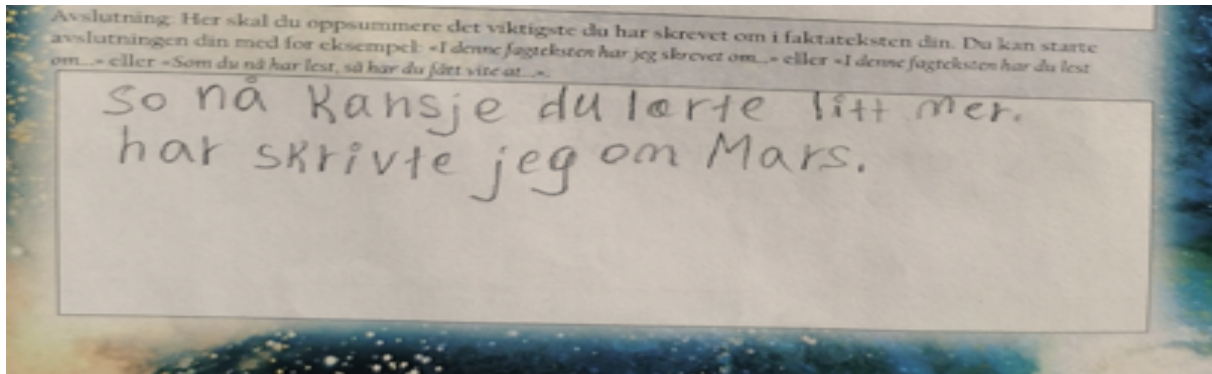 Avslutning: Her skal du oppsummere det viktigste du har skrevet om i faktateksten din. Du kan starte
avslutningen din med for eksempel: «I denne fagteksten har jeg skrevet om...» eller «I denne fagteksten har du lest
om...» eller «Som du nå har lest, så har du fått vite at...».
so nå kansje du lærte litt mer.
har skrivte jeg om Mars.